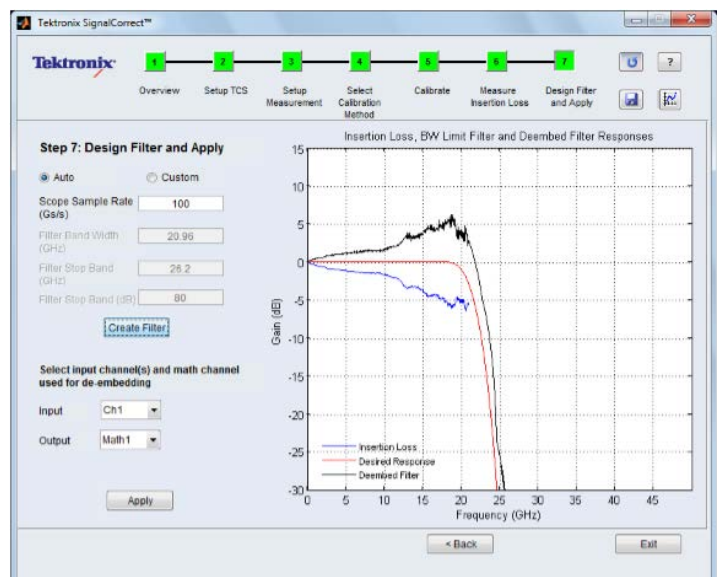 Tektronix SignalCorrect™
Tektronix
1 2 3 4 5 6 7 ?
Overview
Setup TCS
Setup Measurement
Select Calibration Method
Calibrate
Measure Insertion Loss
Design Filter and Apply
Step 7: Design Filter and Apply
Auto Custom
Scope Sample Rate (Gs/s) 100
Filter Band Width (GHz) 20.96
Filter Stop Band (GHz) 26.2
Filter Stop Band (dB) 80
Create Filter
Select input channel(s) and math channel
used for de-embedding
Input Ch1
Output Math1
Apply
Insertion Loss, BW Limit Filter and Deembed Filter Responses
15
10
5
0
-5
-10
-15
-20
-25
-30
Gain (dB)
Insertion Loss
Desired Response
Deembed Filter
0 5 10 15 20 25 30 35 40 45
Frequency (GHz)
< Back
Exit